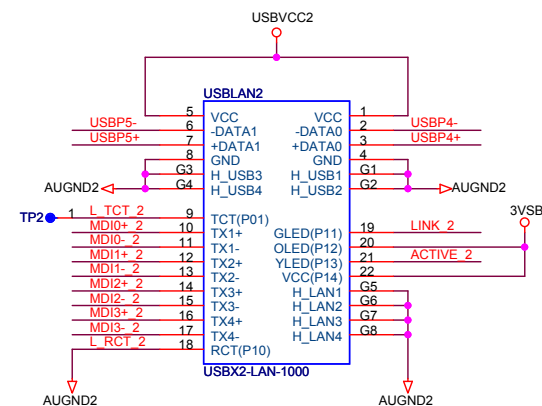 USBVCC2
USBLAN2
5 VCC VCC 1
USBP5- 6 -DATA1 -DATA0 2 USBP4-
USBP5+ 7 +DATA1 +DATA0 3 USBP4+
8 GND GND 4
G3 H_USB3 H_USB1 G1
AUGND2 G4 H_USB4 H_USB2 G2 AUGND2
3VSB
TP2 1 L_TCT_2 9 TCT(P01)
MDI0+_2 10 TX1+ GLED(P11) 19 LINK_2
MDI0-_2 11 TX1- OLED(P12) 20
MDI1+_2 12 TX2+ YLED(P13) 21 ACTIVE_2
MDI1-_2 13 TX2- VCC(P14) 22
MDI2+_2 14 TX3+ H_LAN1 G5
MDI2-_2 15 TX3- H_LAN2 G6
MDI3+_2 16 TX4+ H_LAN3 G7
MDI3-_2 17 TX4- H_LAN4 G8
L_RCT_2 18 RCT(P10)
USBX2-LAN-1000
AUGND2 AUGND2